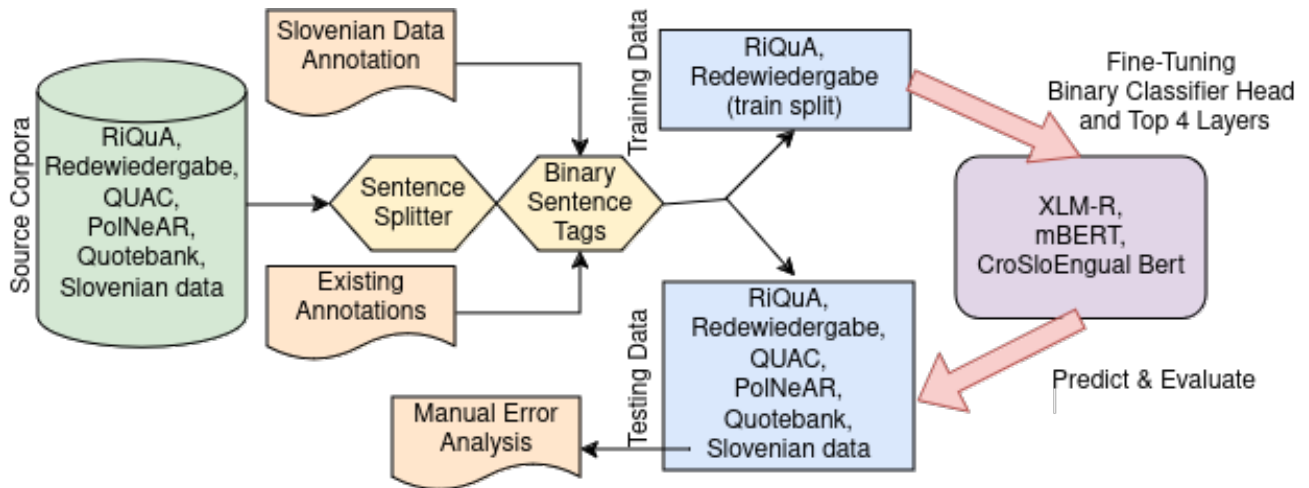 Source Corpora
RiQuA,
Redewiedergabe,
QUAC,
PolNeAR,
Quotebank,
Slovenian data
Slovenian Data
Annotation
Sentence
Splitter
Existing
Annotations
Binary
Sentence
Tags
Training Data
RiQuA,
Redewiedergabe
(train split)
Fine-Tuning
Binary Classifier Head
and Top 4 Layers
XLM-R,
mBERT,
CroSloEngual Bert
Predict & Evaluate
Testing Data
RiQuA,
Redewiedergabe,
QUAC,
PolNeAR,
Quotebank,
Slovenian data
Manual Error
Analysis